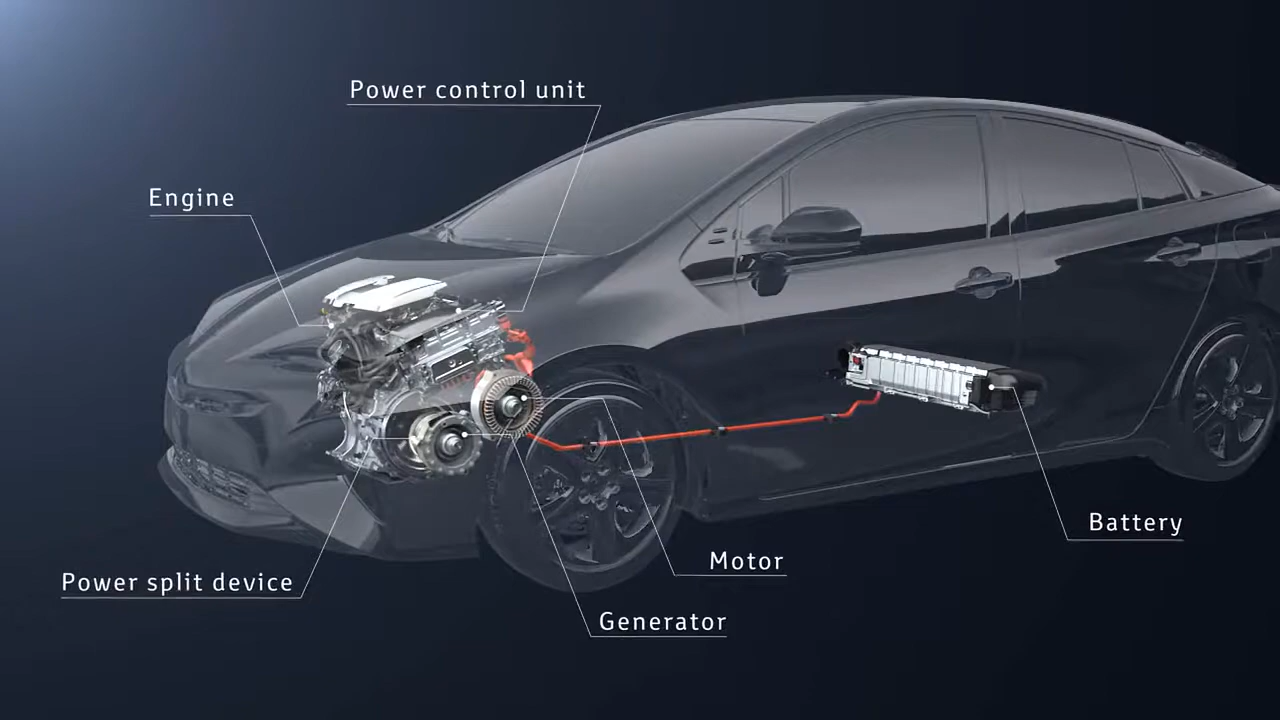 Power control unit
Engine
Battery
Motor
Power split device
Generator